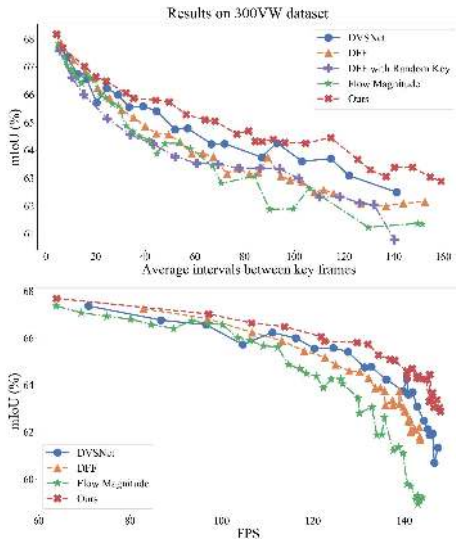 Results on 300VW dataset
68
67
66
65
64
63
62
61
mIoU (%)
DVSNet
DFF
DFF with Random Key
Flow Magnitude
Ours
0
20
40
60
80
100
120
140
160
Average intervals between key frames
68
66
64
62
60
mIoU (%)
DVSNet
DFF
Flow Magnitude
Ours
60
80
100
120
140
FPS